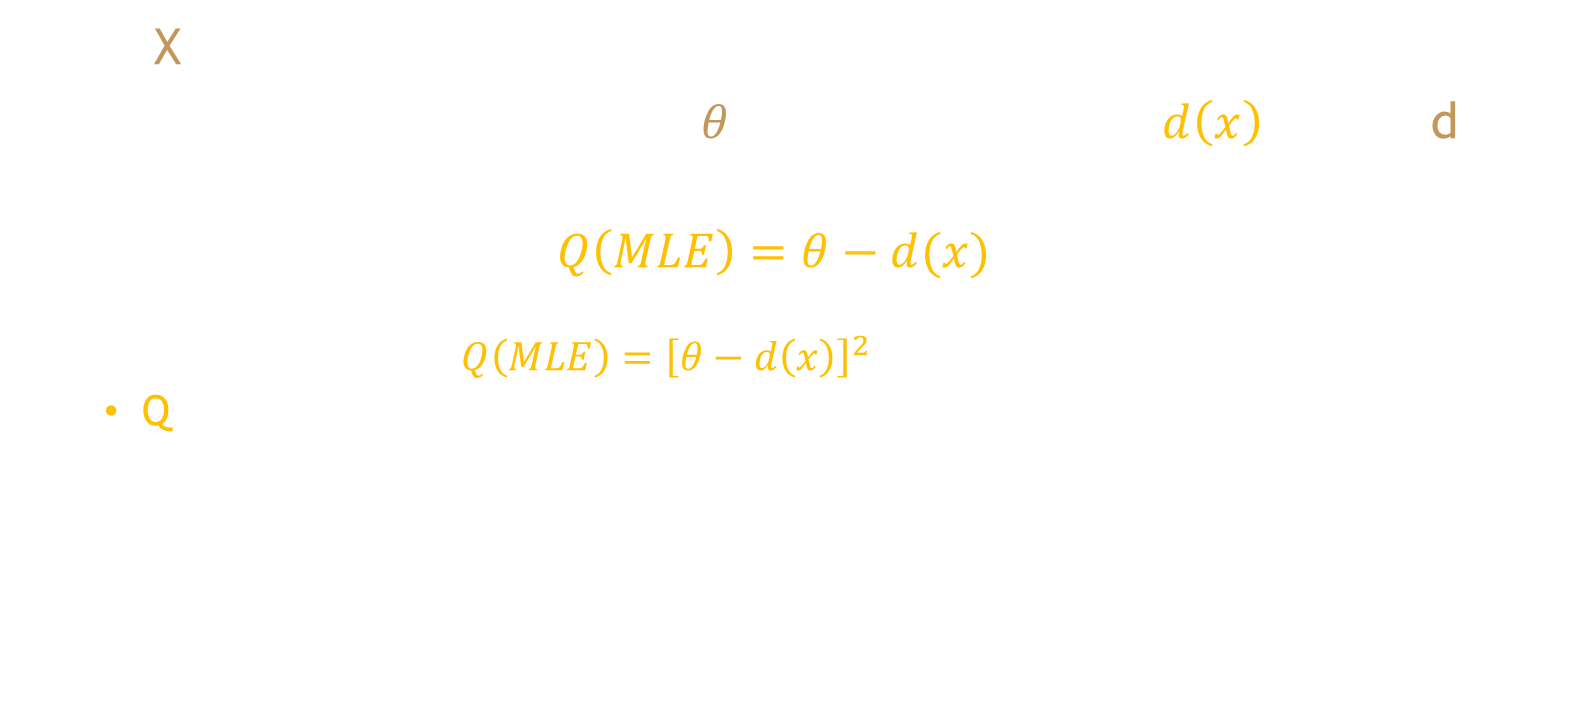 X
θ d(x) d
Q(MLE) = θ − d(x)
Q(MLE) = [θ − d(x)]²
• Q